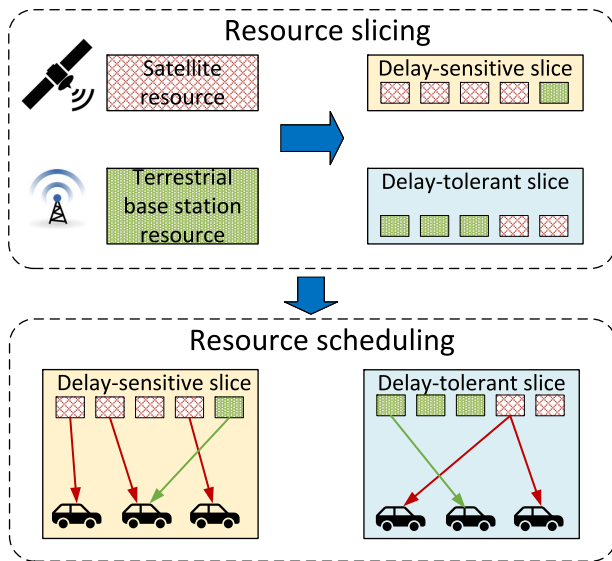 Resource slicing
Satellite
resource
Delay-sensitive slice
Terrestrial
base station
resource
Delay-tolerant slice
Resource scheduling
Delay-sensitive slice
Delay-tolerant slice